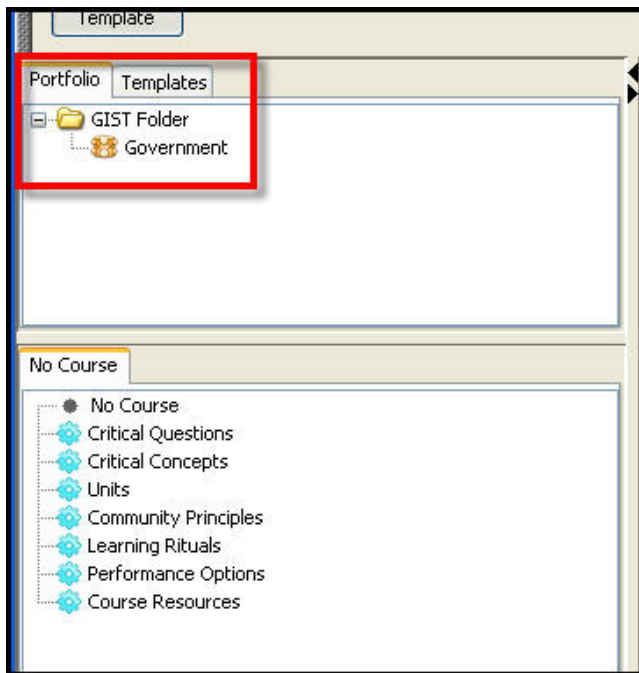 Template
Portfolio Templates
GIST Folder
Government
No Course
No Course
Critical Questions
Critical Concepts
Units
Community Principles
Learning Rituals
Performance Options
Course Resources